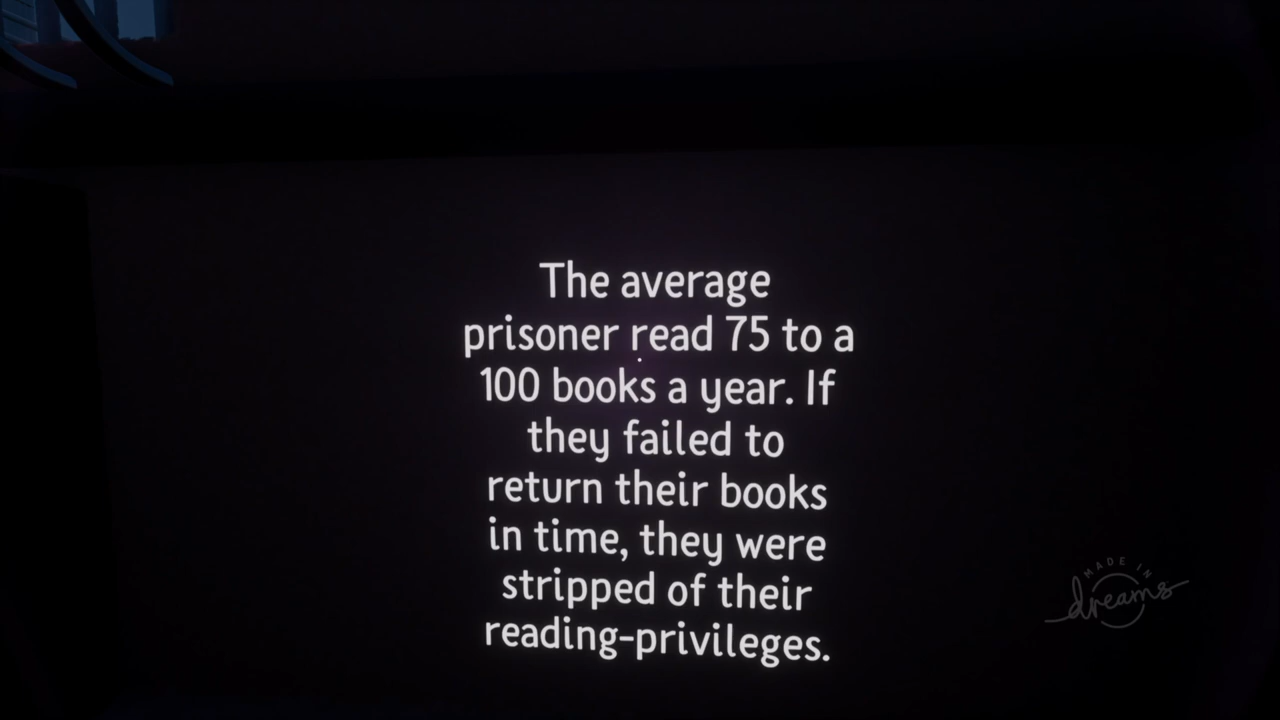 The average
prisoner read 75 to a
100 books a year. If
they failed to
return their books
in time, they were
stripped of their
reading-privileges.
MADE IN
dreams